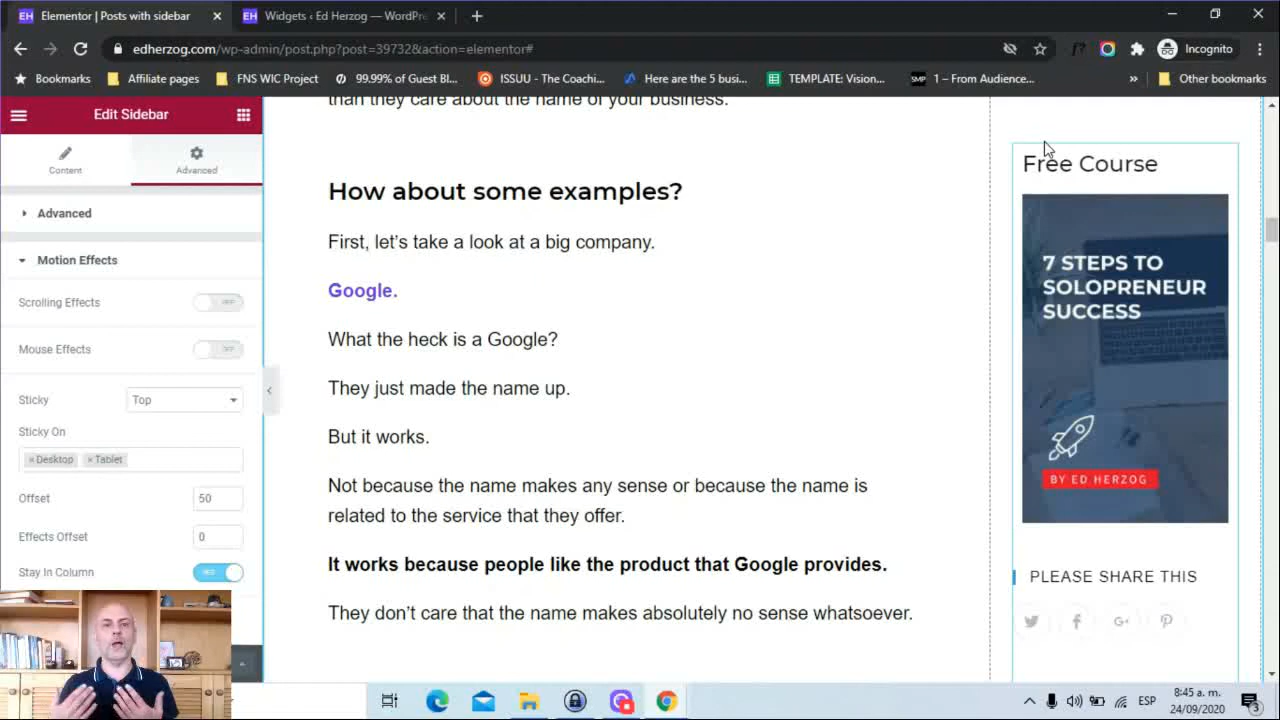 EH Elementor | Posts with sidebar
EH Widgets ‹ Ed Herzog — WordPre
edherzog.com/wp-admin/post.php?post=39732&action=elementor#
f?
Incognito
Bookmarks
Affiliate pages
FNS WIC Project
99.99% of Guest Bl...
ISSUU - The Coachi...
Here are the 5 busi...
TEMPLATE: Vision...
SMP 1 – From Audience...
»
Other bookmarks
Edit Sidebar
Content
Advanced
Advanced
Motion Effects
Scrolling Effects
OFF
Mouse Effects
OFF
Sticky
Top
Sticky On
× Desktop × Tablet
Offset
50
Effects Offset
0
Stay In Column
YES
than they care about the name of your business.
How about some examples?
First, let’s take a look at a big company.
Google.
What the heck is a Google?
They just made the name up.
But it works.
Not because the name makes any sense or because the name is
related to the service that they offer.
It works because people like the product that Google provides.
They don’t care that the name makes absolutely no sense whatsoever.
Free Course
7 STEPS TO
SOLOPRENEUR
SUCCESS
BY ED HERZOG
PLEASE SHARE THIS
ESP
8:45 a. m.
24/09/2020
3